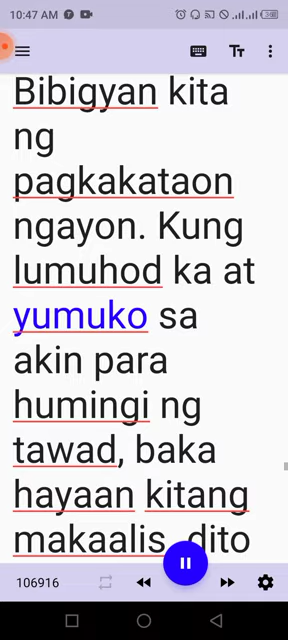 10:47 AM
Bibigyan kita
ng
pagkakataon
ngayon. Kung
lumuhod ka at
yumuko sa
akin para
humingi ng
tawad, baka
hayaan kitang
makaalis dito
106916